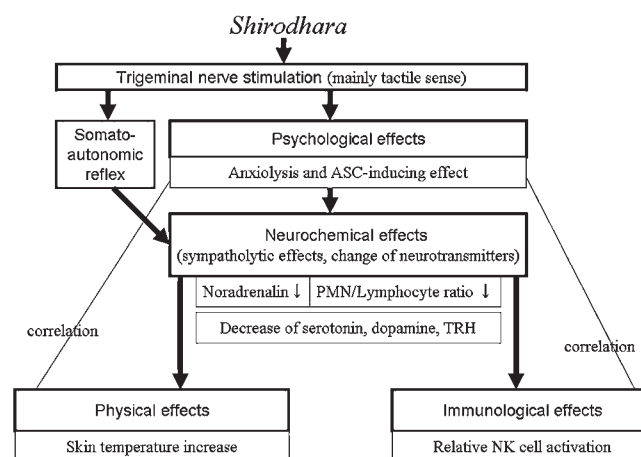 Shirodhara
Trigeminal nerve stimulation (mainly tactile sense)
Somato-
autonomic
reflex
Psychological effects
Anxiolysis and ASC-inducing effect
Neurochemical effects
(sympatholytic effects, change of neurotransmitters)
Noradrenalin ↓ PMN/Lymphocyte ratio ↓
Decrease of serotonin, dopamine, TRH
correlation
correlation
Physical effects
Skin temperature increase
Immunological effects
Relative NK cell activation